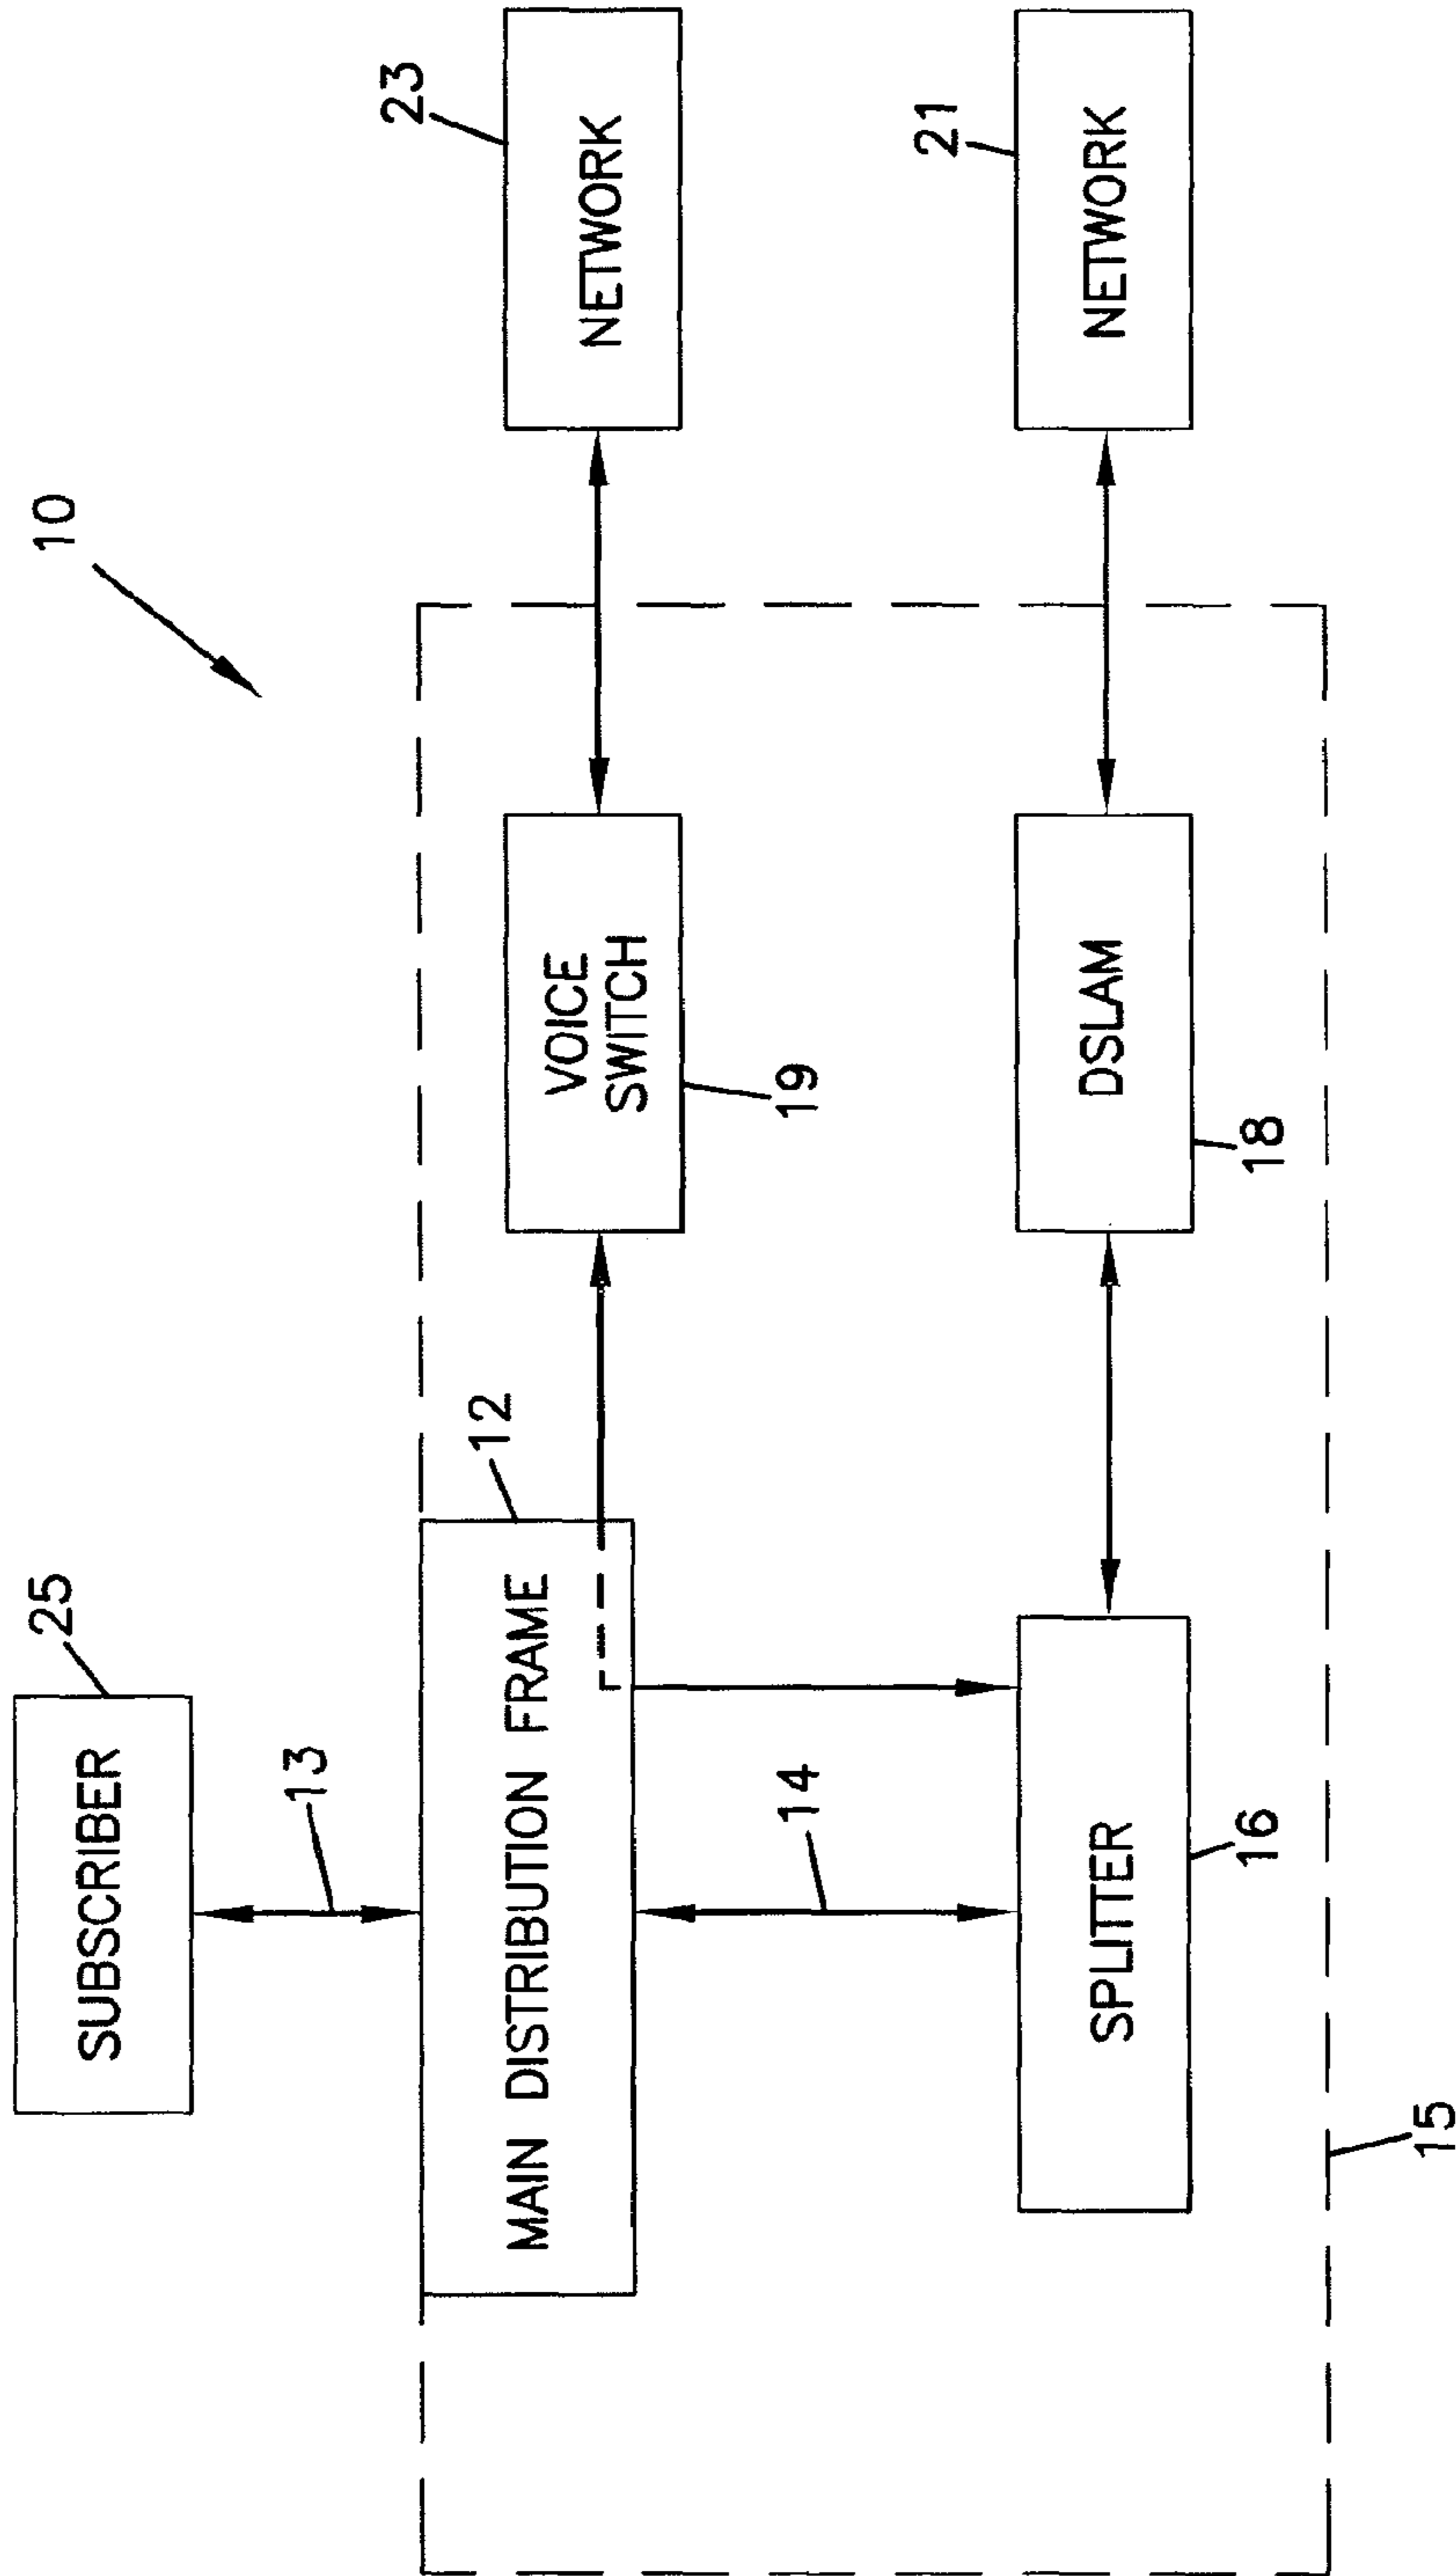 10
25
SUBSCRIBER
13
12
MAIN DISTRIBUTION FRAME
VOICE
SWITCH
19
23
NETWORK
14
SPLITTER
16
DSLAM
18
21
NETWORK
15